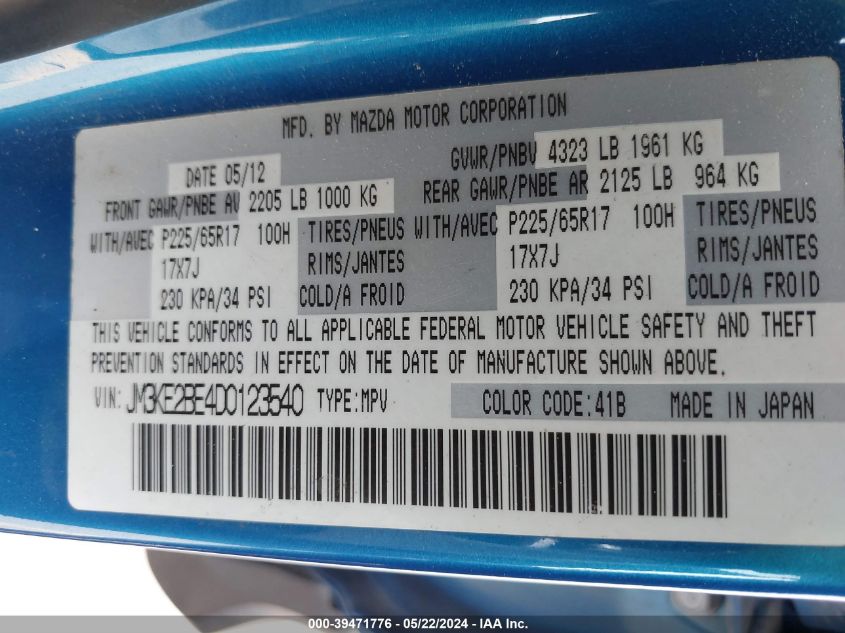 MFD. BY MAZDA MOTOR CORPORATION
DATE 05/12 GVWR/PNBV 4323 LB 1961 KG
FRONT GAWR/PNBE AV 2205 LB 1000 KG REAR GAWR/PNBE AR 2125 LB 964 KG
WITH/AVEC P225/65R17 100H TIRES/PNEUS WITH/AVEC P225/65R17 100H TIRES/PNEUS
17X7J RIMS/JANTES 17X7J RIMS/JANTES
230 KPA/34 PSI COLD/A FROID 230 KPA/34 PSI COLD/A FROID
THIS VEHICLE CONFORMS TO ALL APPLICABLE FEDERAL MOTOR VEHICLE SAFETY AND THEFT
PREVENTION STANDARDS IN EFFECT ON THE DATE OF MANUFACTURE SHOWN ABOVE.
VIN: JM3KE2BE4D0123540 TYPE:MPV COLOR CODE:41B MADE IN JAPAN
000-39471776 - 05/22/2024 - IAA Inc.